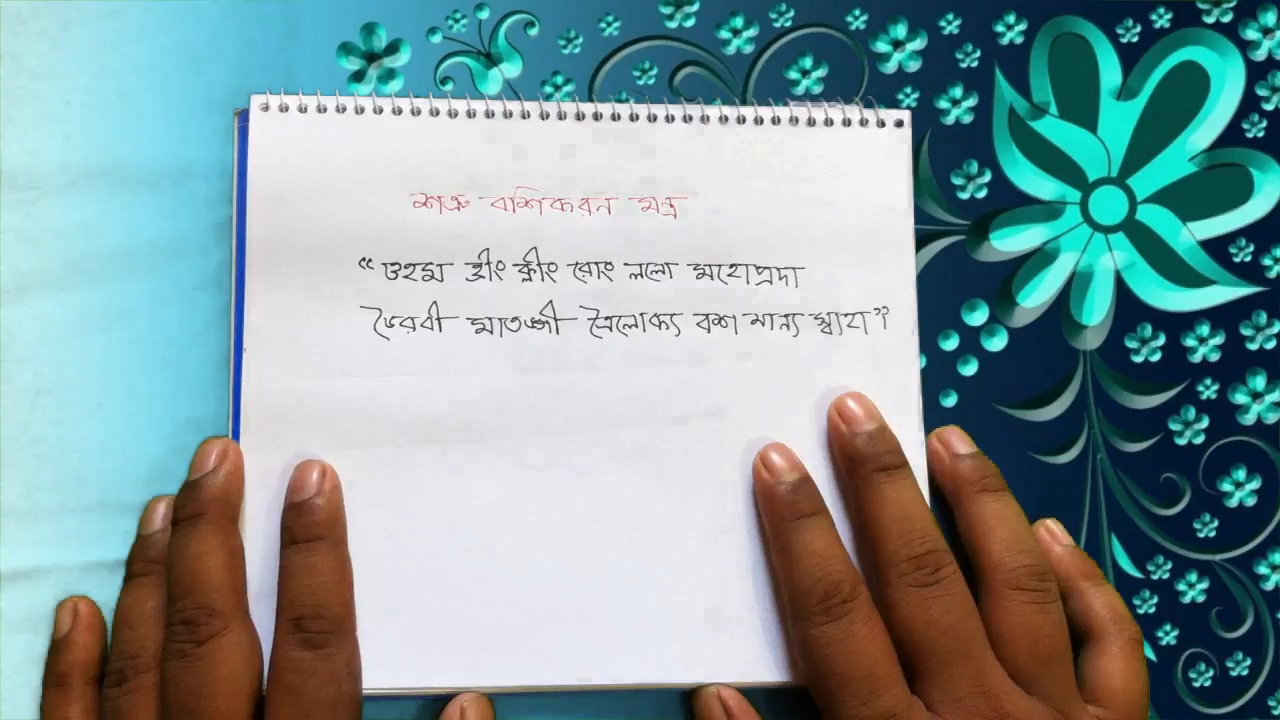 শত্রু বশিকরন মন্ত্র
“ওহম হ্রীং ক্লীং রোং ললো মহোপ্রদা
ভৈরবী মাতঙ্গী ত্রৈলোক্য বশ মান্য স্বাহা”